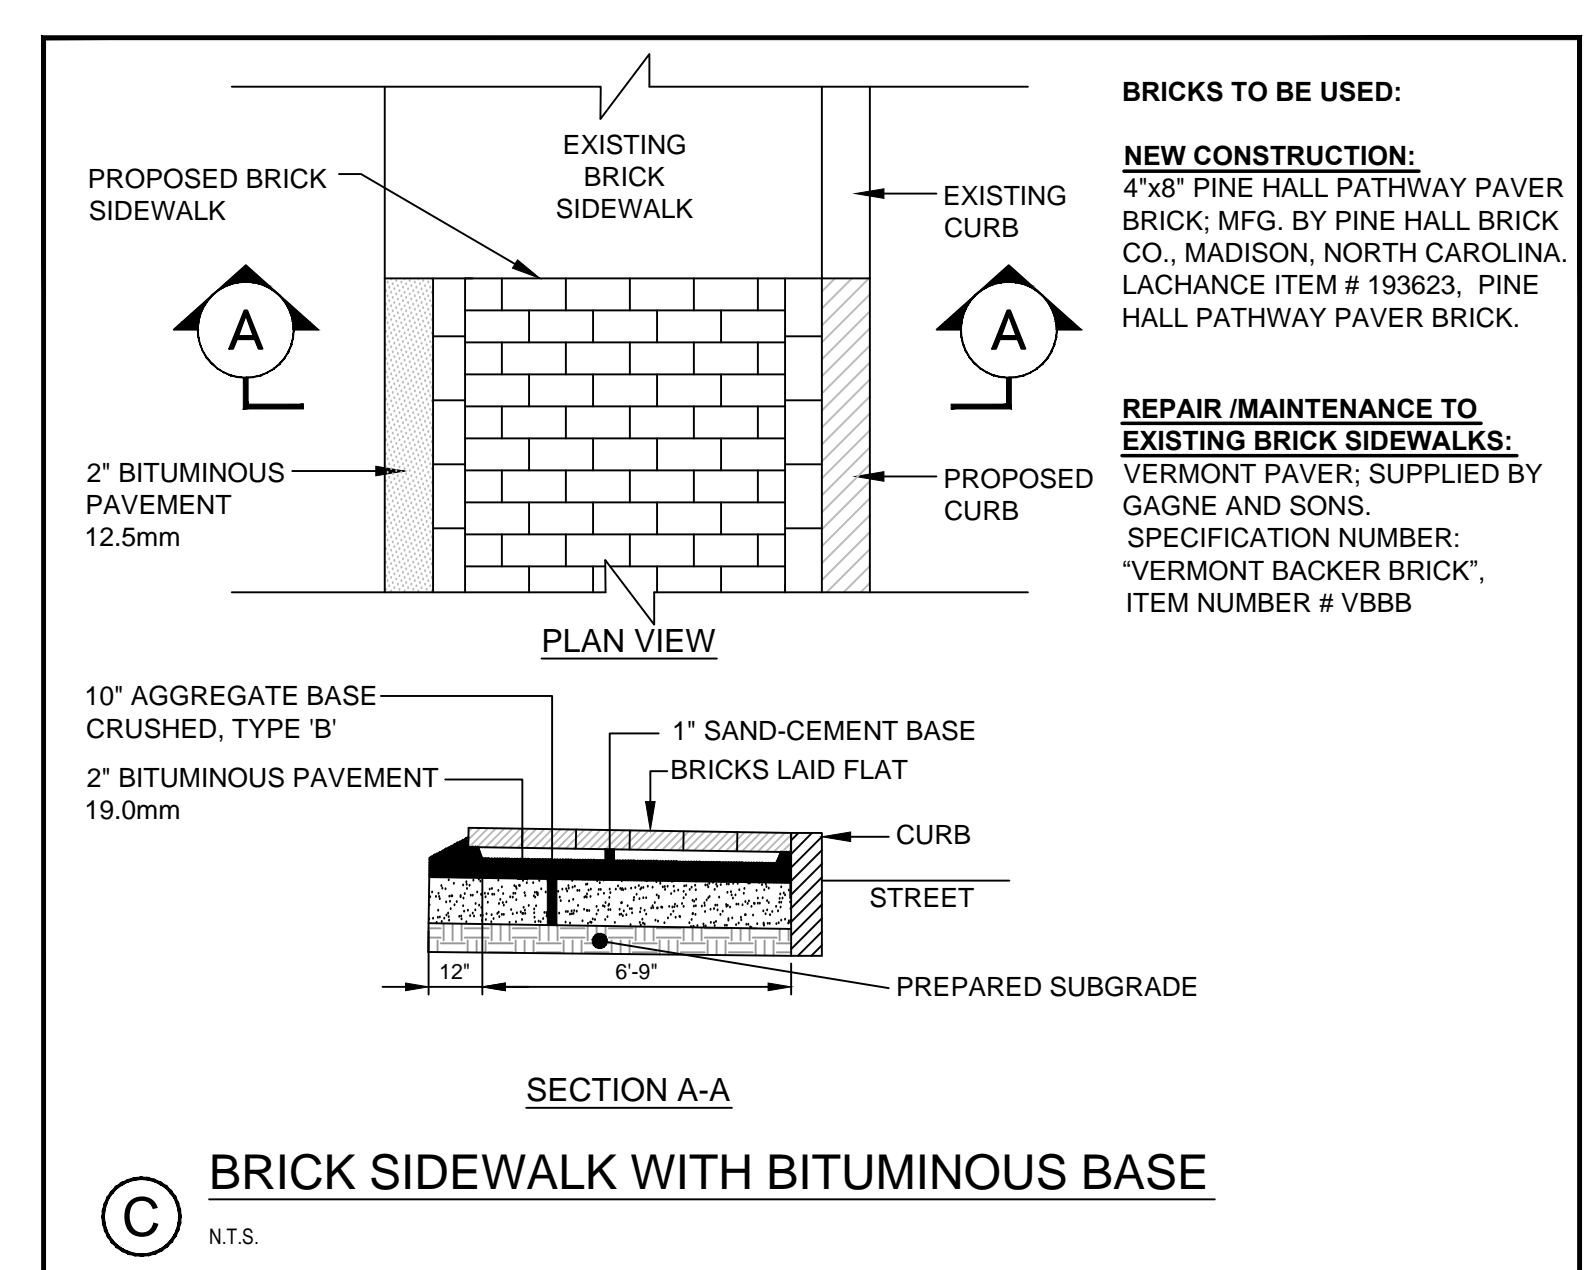 EXISTING
BRICK
SIDEWALK
PROPOSED BRICK
SIDEWALK
EXISTING
CURB
A
A
2" BITUMINOUS
PAVEMENT
12.5mm
PROPOSED
CURB
PLAN VIEW
BRICKS TO BE USED:
NEW CONSTRUCTION:
4"x8" PINE HALL PATHWAY PAVER
BRICK; MFG. BY PINE HALL BRICK
CO., MADISON, NORTH CAROLINA.
LACHANCE ITEM # 193623, PINE
HALL PATHWAY PAVER BRICK.
REPAIR /MAINTENANCE TO
EXISTING BRICK SIDEWALKS:
VERMONT PAVER; SUPPLIED BY
GAGNE AND SONS.
SPECIFICATION NUMBER:
“VERMONT BACKER BRICK”,
ITEM NUMBER # VBBB
10" AGGREGATE BASE
CRUSHED, TYPE 'B'
2" BITUMINOUS PAVEMENT
19.0mm
1" SAND-CEMENT BASE
BRICKS LAID FLAT
CURB
STREET
12"
6'-9"
PREPARED SUBGRADE
SECTION A-A
C
BRICK SIDEWALK WITH BITUMINOUS BASE
N.T.S.